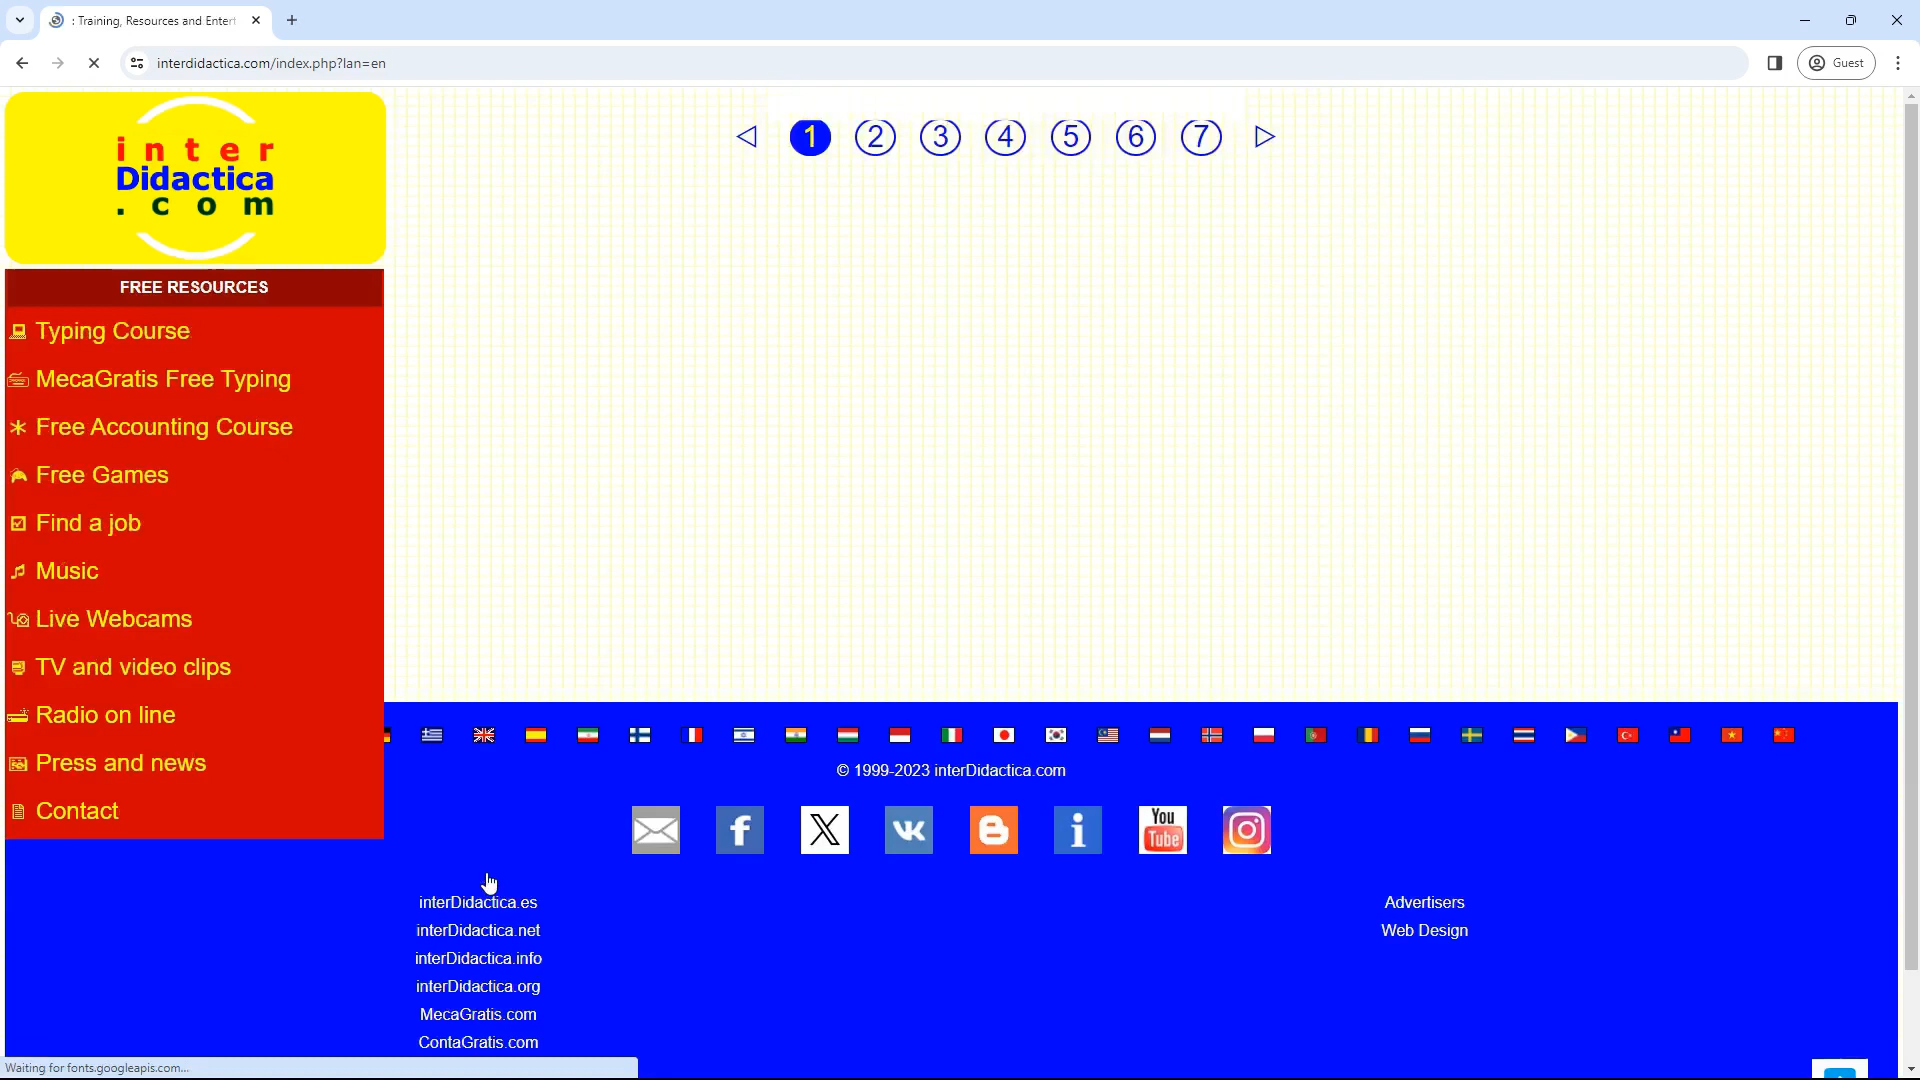 : Training, Resources and Entert
interdidactica.com/index.php?lan=en
Guest
inter
Didactica
.com
1 2 3 4 5 6 7
FREE RESOURCES
Typing Course
MecaGratis Free Typing
Free Accounting Course
Free Games
Find a job
Music
Live Webcams
TV and video clips
Radio on line
Press and news
Contact
© 1999-2023 interDidactica.com
You
Tube
interDidactica.es
interDidactica.net
interDidactica.info
interDidactica.org
MecaGratis.com
ContaGratis.com
Advertisers
Web Design
Waiting for fonts.googleapis.com...